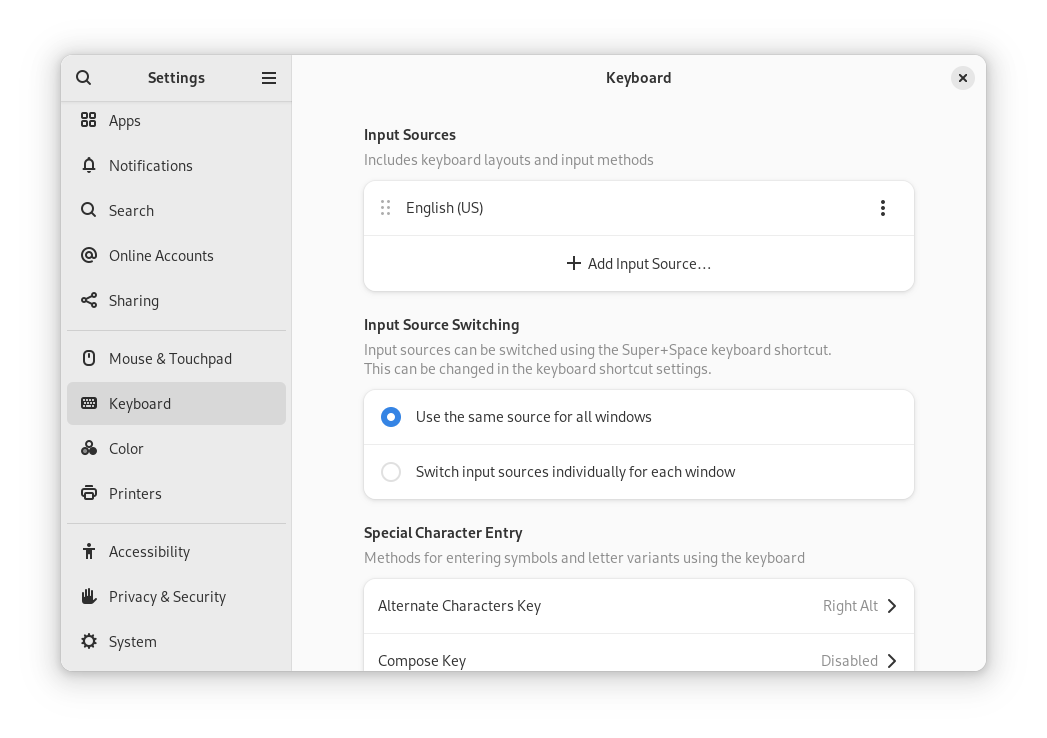 Settings
Apps
Notifications
Search
Online Accounts
Sharing
Mouse & Touchpad
Keyboard
Color
Printers
Accessibility
Privacy & Security
System
Keyboard
Input Sources
Includes keyboard layouts and input methods
English (US)
Add Input Source…
Input Source Switching
Input sources can be switched using the Super+Space keyboard shortcut.
This can be changed in the keyboard shortcut settings.
Use the same source for all windows
Switch input sources individually for each window
Special Character Entry
Methods for entering symbols and letter variants using the keyboard
Alternate Characters Key Right Alt
Compose Key Disabled